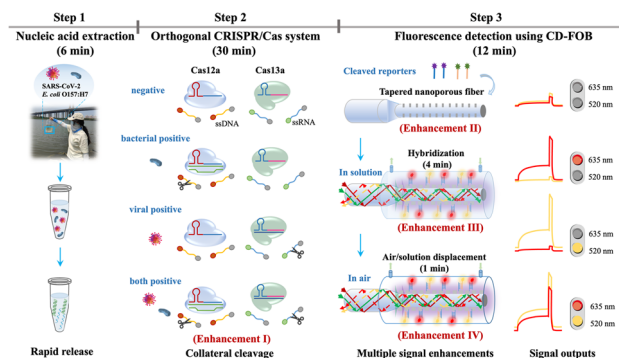 Step 1
Nucleic acid extraction
(6 min)
SARS-CoV-2
E. coli O157:H7
Rapid release
Step 2
Orthogonal CRISPR/Cas system
(30 min)
Cas12a
Cas13a
negative
ssDNA
ssRNA
bacterial positive
viral positive
both positive
(Enhancement I)
Collateral cleavage
Step 3
Fluorescence detection using CD-FOB
(12 min)
Cleaved reporters
Tapered nanoporous fiber
(Enhancement II)
Hybridization
(4 min)
In solution
(Enhancement III)
Air/solution displacement
(1 min)
In air
(Enhancement IV)
Multiple signal enhancements
635 nm
520 nm
635 nm
520 nm
635 nm
520 nm
635 nm
520 nm
Signal outputs